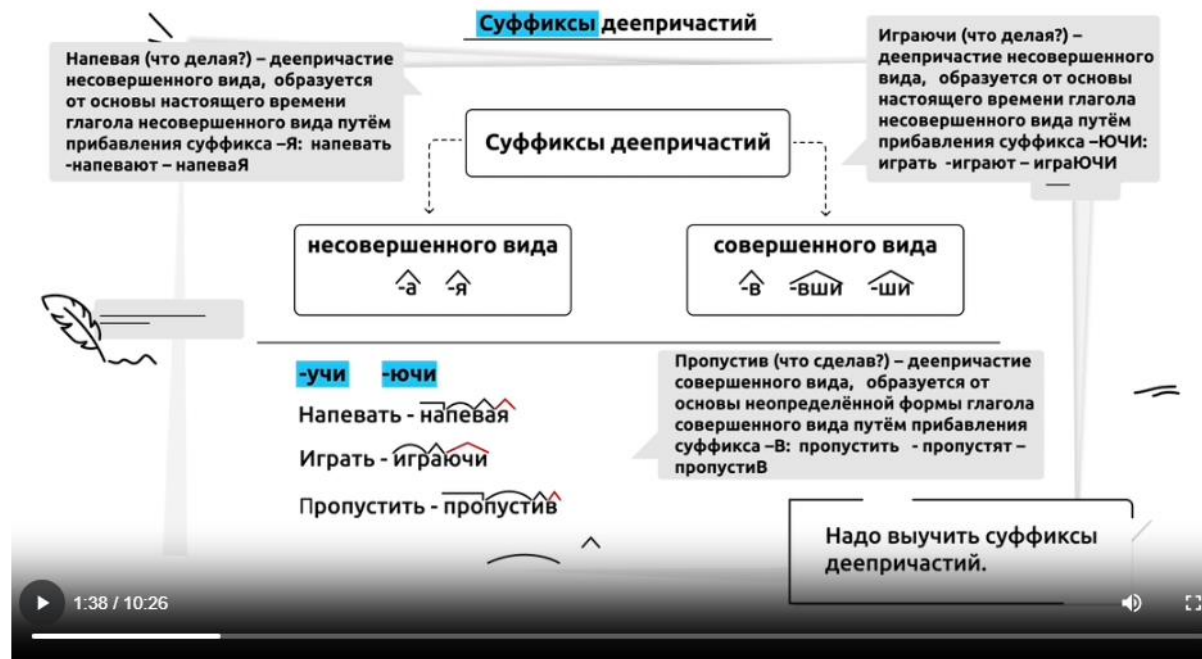 Суффиксы деепричастий
Напевая (что делая?) – деепричастие
несовершенного вида, образуется
от основы настоящего времени
глагола несовершенного вида путём
прибавления суффикса –Я: напевать
-напевают – напеваЯ
Играючи (что делая?) –
деепричастие несовершенного
вида, образуется от основы
настоящего времени глагола
несовершенного вида путём
прибавления суффикса –ЮЧИ:
играть -играют – играЮЧИ
Суффиксы деепричастий
несовершенного вида
-а -я
совершенного вида
-в -вши -ши
-учи -ючи
Напевать - напевая
Играть - играючи
Пропустить - пропустив
Пропустив (что сделав?) – деепричастие
совершенного вида, образуется от
основы неопределённой формы глагола
совершенного вида путём прибавления
суффикса –В: пропустить - пропустят –
пропустиВ
Надо выучить суффиксы
деепричастий.
1:38 / 10:26